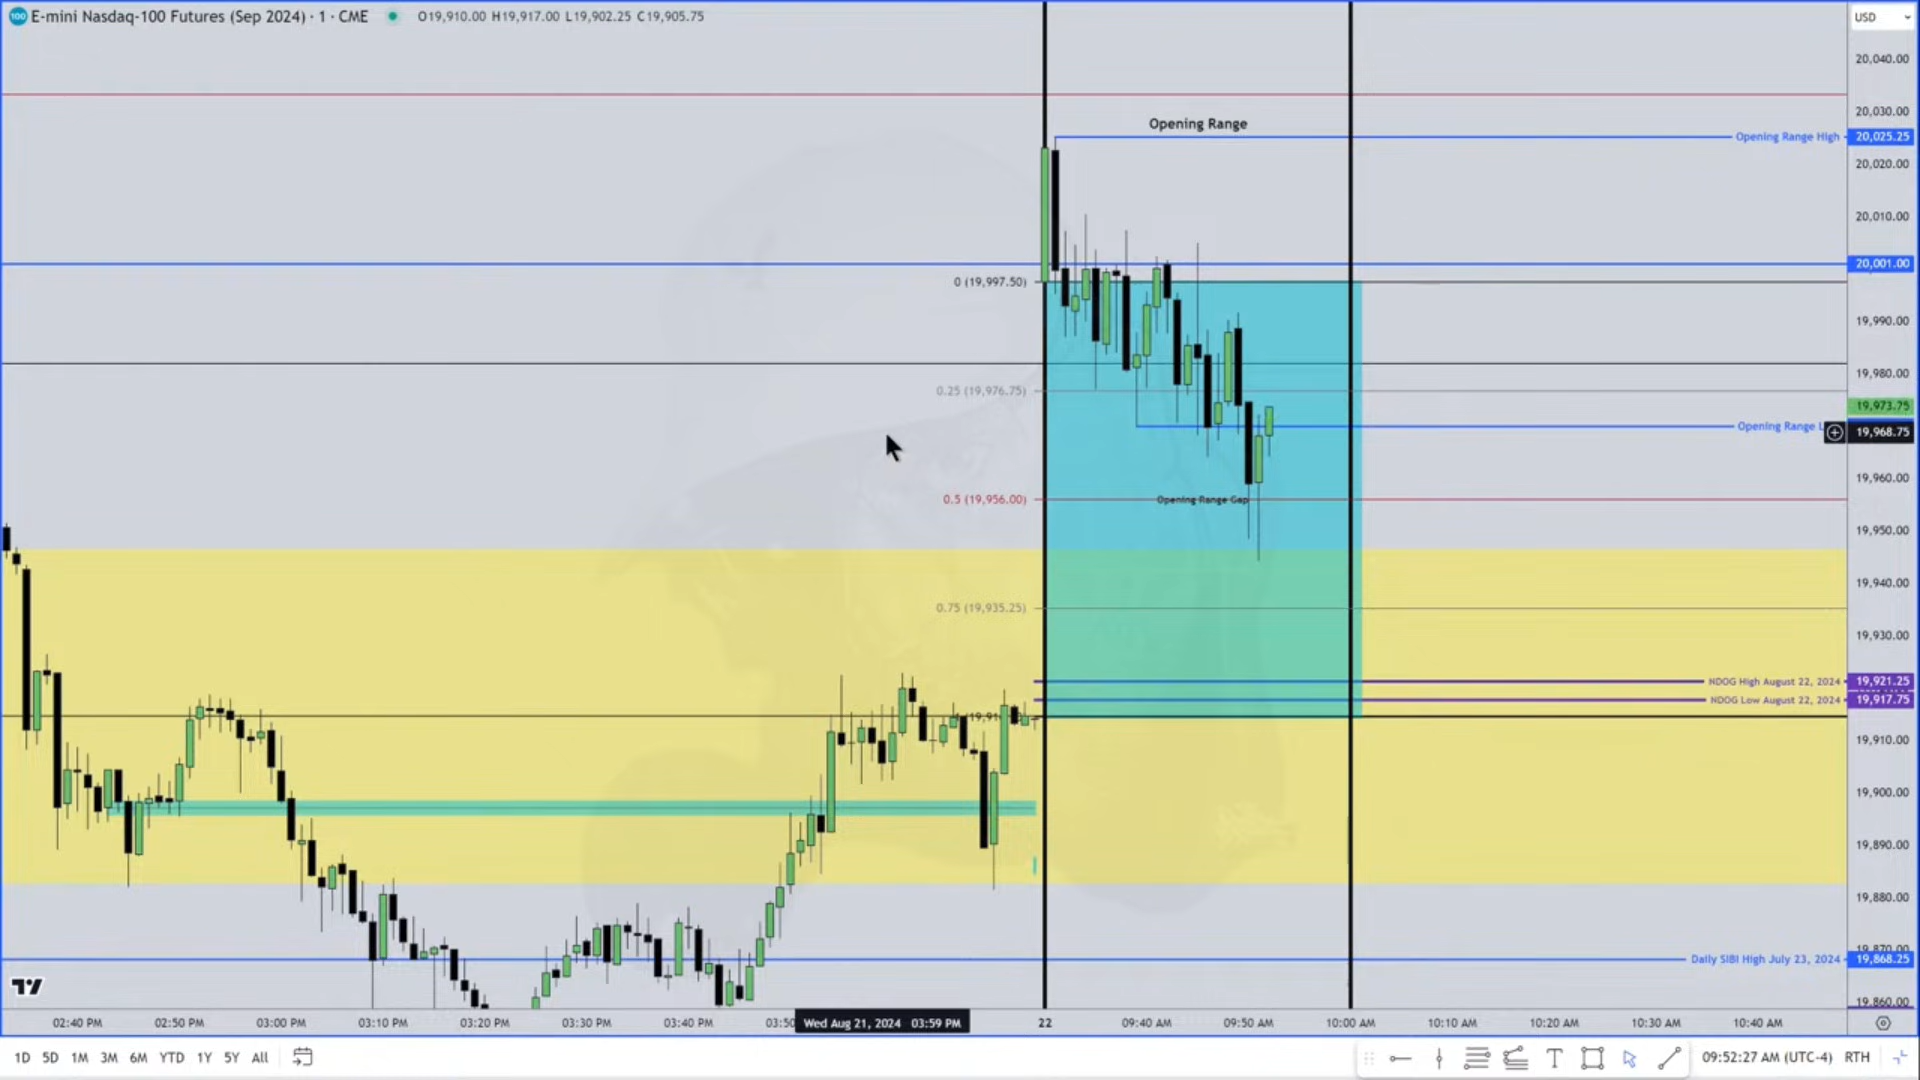 E-mini Nasdaq-100 Futures (Sep 2024) · 1 · CME
O19,910.00 H19,917.00 L19,902.25 C19,905.75
USD
20,040.00
20,030.00
Opening Range
Opening Range High
20,025.25
20,020.00
20,010.00
20,001.00
0 (19,997.50)
19,990.00
19,980.00
0.25 (19,976.75)
19,973.75
Opening Range
19,968.75
19,960.00
0.5 (19,956.00)
Opening Range Gap
19,950.00
19,940.00
0.75 (19,935.25)
19,930.00
NDOG High August 22, 2024
19,921.25
NDOG Low August 22, 2024
19,917.75
19,910.00
19,900.00
19,890.00
19,880.00
19,870.00
Daily SIBI High July 23, 2024
19,868.25
19,860.00
02:40 PM 02:50 PM 03:00 PM 03:10 PM 03:20 PM 03:30 PM 03:40 PM 03:50 Wed Aug 21, 2024 03:59 PM 22 09:40 AM 09:50 AM 10:00 AM 10:10 AM 10:20 AM 10:30 AM 10:40 AM
1D 5D 1M 3M 6M YTD 1Y 5Y All
09:52:27 AM (UTC-4) RTH